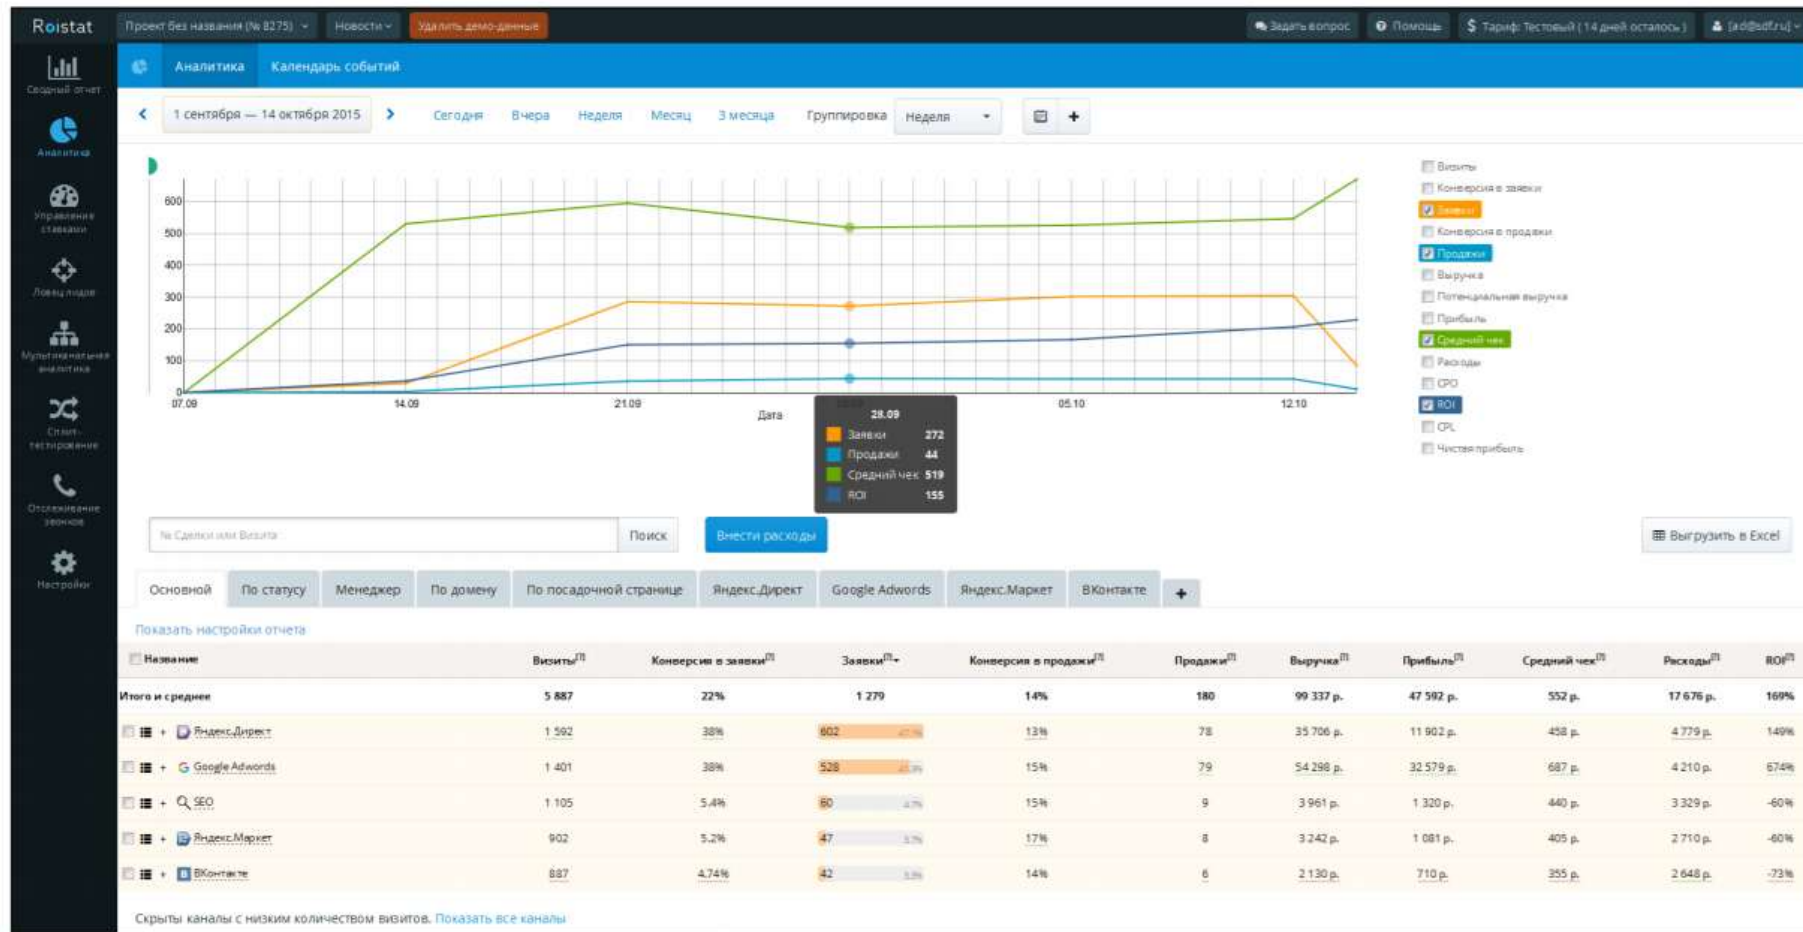 Roistat Проект без названия (№ 8275) Новости Удалить демо-данные Задать вопрос Помощь $ Тариф: Тестовый ( 14 дней осталось ) [ad@sdf.ru]
Сводный отчет
Аналитика
Управление ставками
Ловец лидов
Мультиканальная аналитика
Сплит-тестирование
Отслеживание звонков
Настройки
Аналитика Календарь событий
1 сентября — 14 октября 2015 Сегодня Вчера Неделя Месяц 3 месяца Группировка Неделя +
600
500
400
300
200
100
0
07.09 14.09 21.09 05.10 12.10
Дата
28.09
Заявки 272
Продажи 44
Средний чек 519
ROI 155
Визиты
Конверсия в заявки
Заявки
Конверсия в продажи
Продажи
Выручка
Потенциальная выручка
Прибыль
Средний чек
Расходы
CPO
ROI
CPL
Чистая прибыль
№ Сделки или Визита Поиск Внести расходы Выгрузить в Excel
Основной По статусу Менеджер По домену По посадочной странице Яндекс.Директ Google Adwords Яндекс.Маркет ВКонтакте +
Показать настройки отчета
Название Визиты[?] Конверсия в заявки[?] Заявки[?] Конверсия в продажи[?] Продажи[?] Выручка[?] Прибыль[?] Средний чек[?] Расходы[?] ROI[?]
Итого и среднее 5 887 22% 1 279 14% 180 99 337 р. 47 592 р. 552 р. 17 676 р. 169%
+ Яндекс.Директ 1 592 38% 602 13% 78 35 706 р. 11 902 р. 458 р. 4 779 р. 149%
+ Google Adwords 1 401 38% 528 15% 79 54 298 р. 32 579 р. 687 р. 4 210 р. 674%
+ SEO 1 105 5.4% 60 15% 9 3 961 р. 1 320 р. 440 р. 3 329 р. -60%
+ Яндекс.Маркет 902 5.2% 47 17% 8 3 242 р. 1 081 р. 405 р. 2 710 р. -60%
+ ВКонтакте 887 4.74% 42 14% 6 2 130 р. 710 р. 355 р. 2 648 р. -73%
Скрыты каналы с низким количеством визитов. Показать все каналы